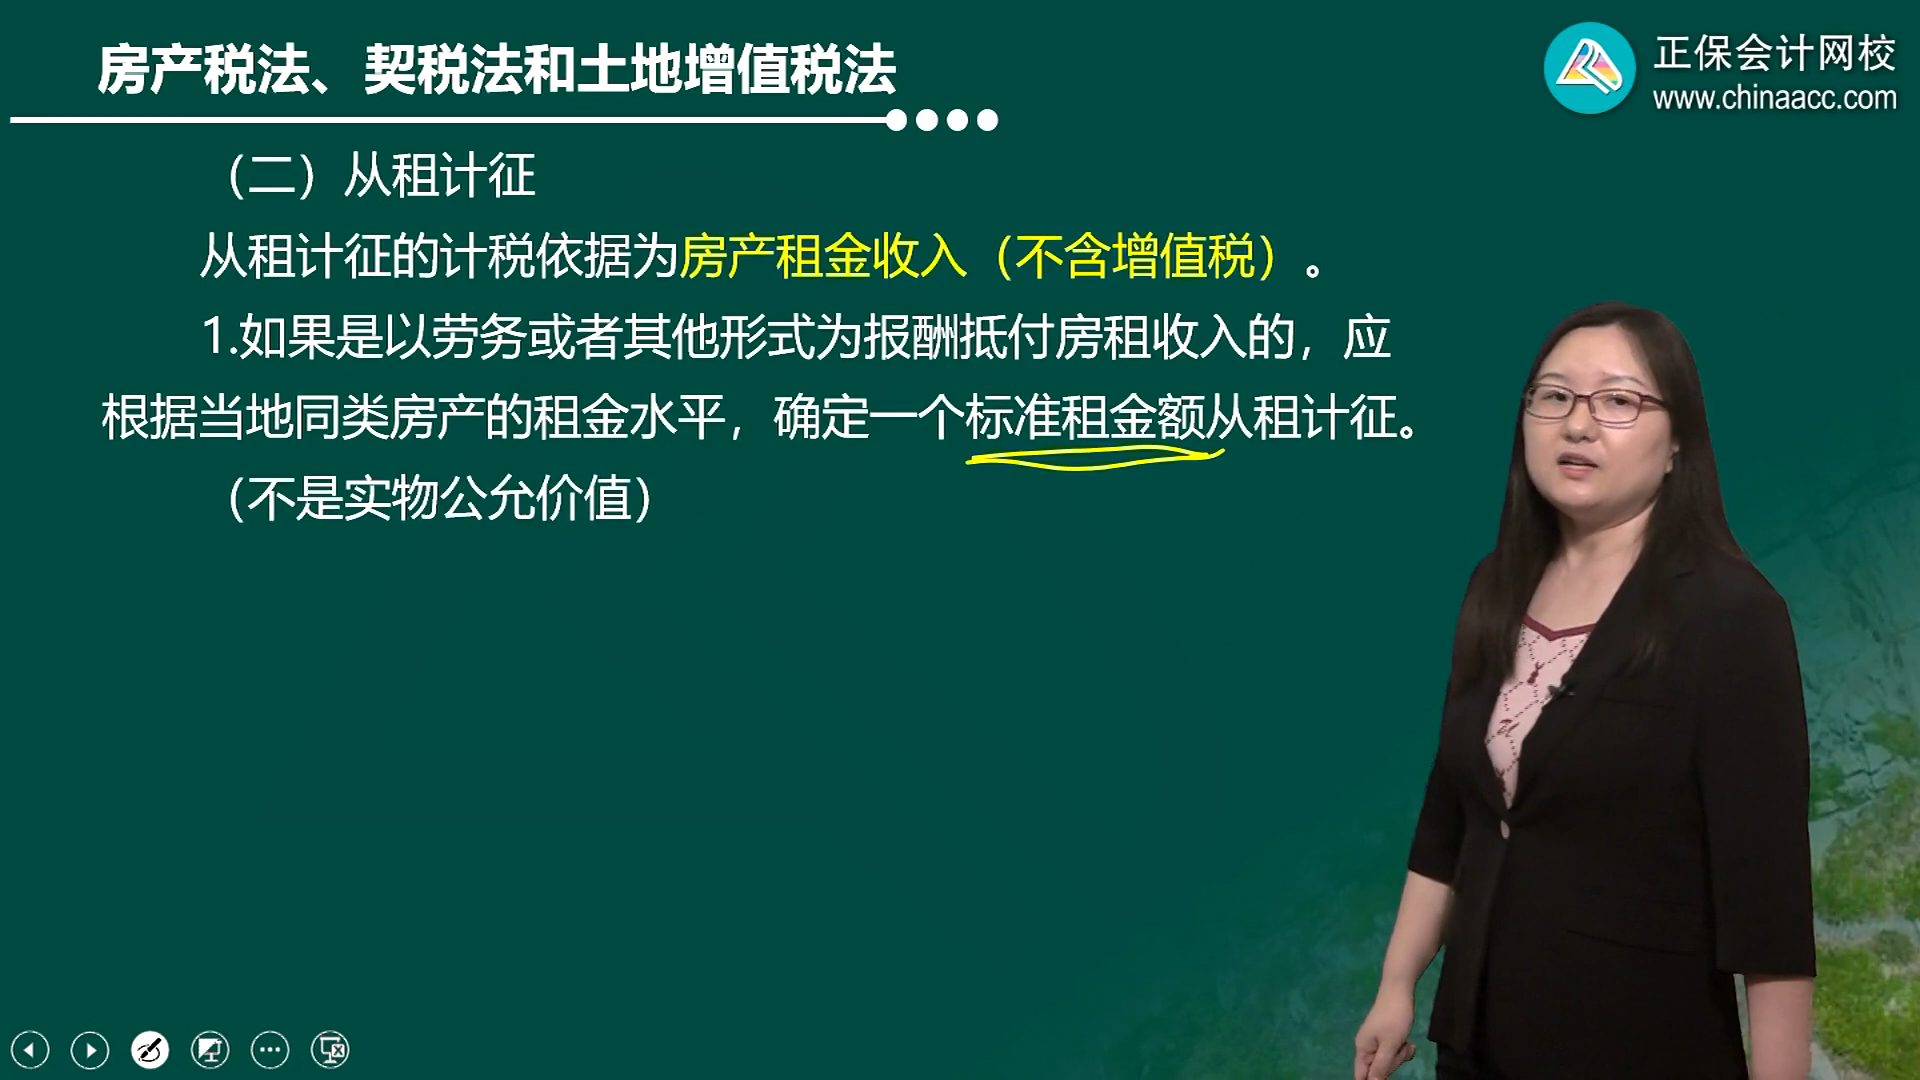 房产税法、契税法和土地增值税法
正保会计网校
www.chinaacc.com
（二）从租计征
从租计征的计税依据为房产租金收入（不含增值税）。
1.如果是以劳务或者其他形式为报酬抵付房租收入的，应
根据当地同类房产的租金水平，确定一个标准租金额从租计征。
（不是实物公允价值）